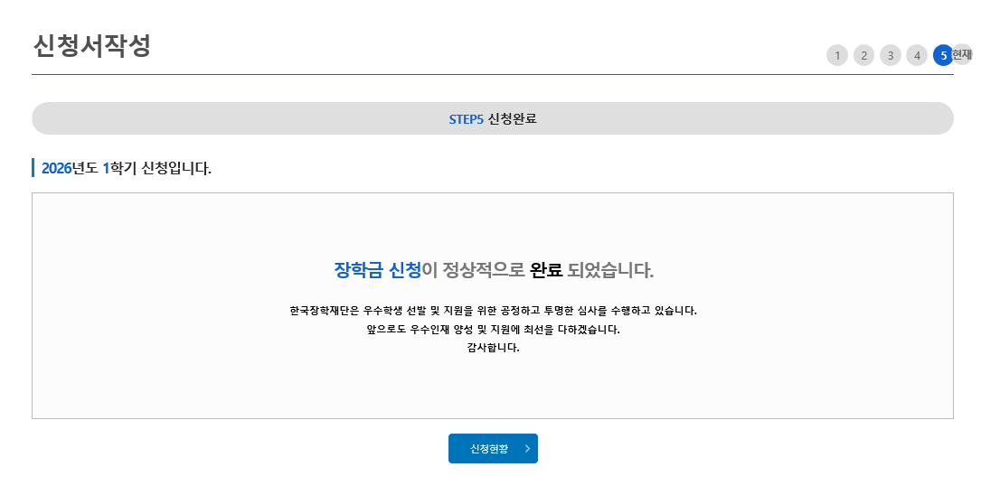 신청서작성
1 2 3 4 5 현재
STEP5 신청완료
2026년도 1학기 신청입니다.
장학금 신청이 정상적으로 완료 되었습니다.
한국장학재단은 우수학생 선발 및 지원을 위한 공정하고 투명한 심사를 수행하고 있습니다.
앞으로도 우수인재 양성 및 지원에 최선을 다하겠습니다.
감사합니다.
신청현황